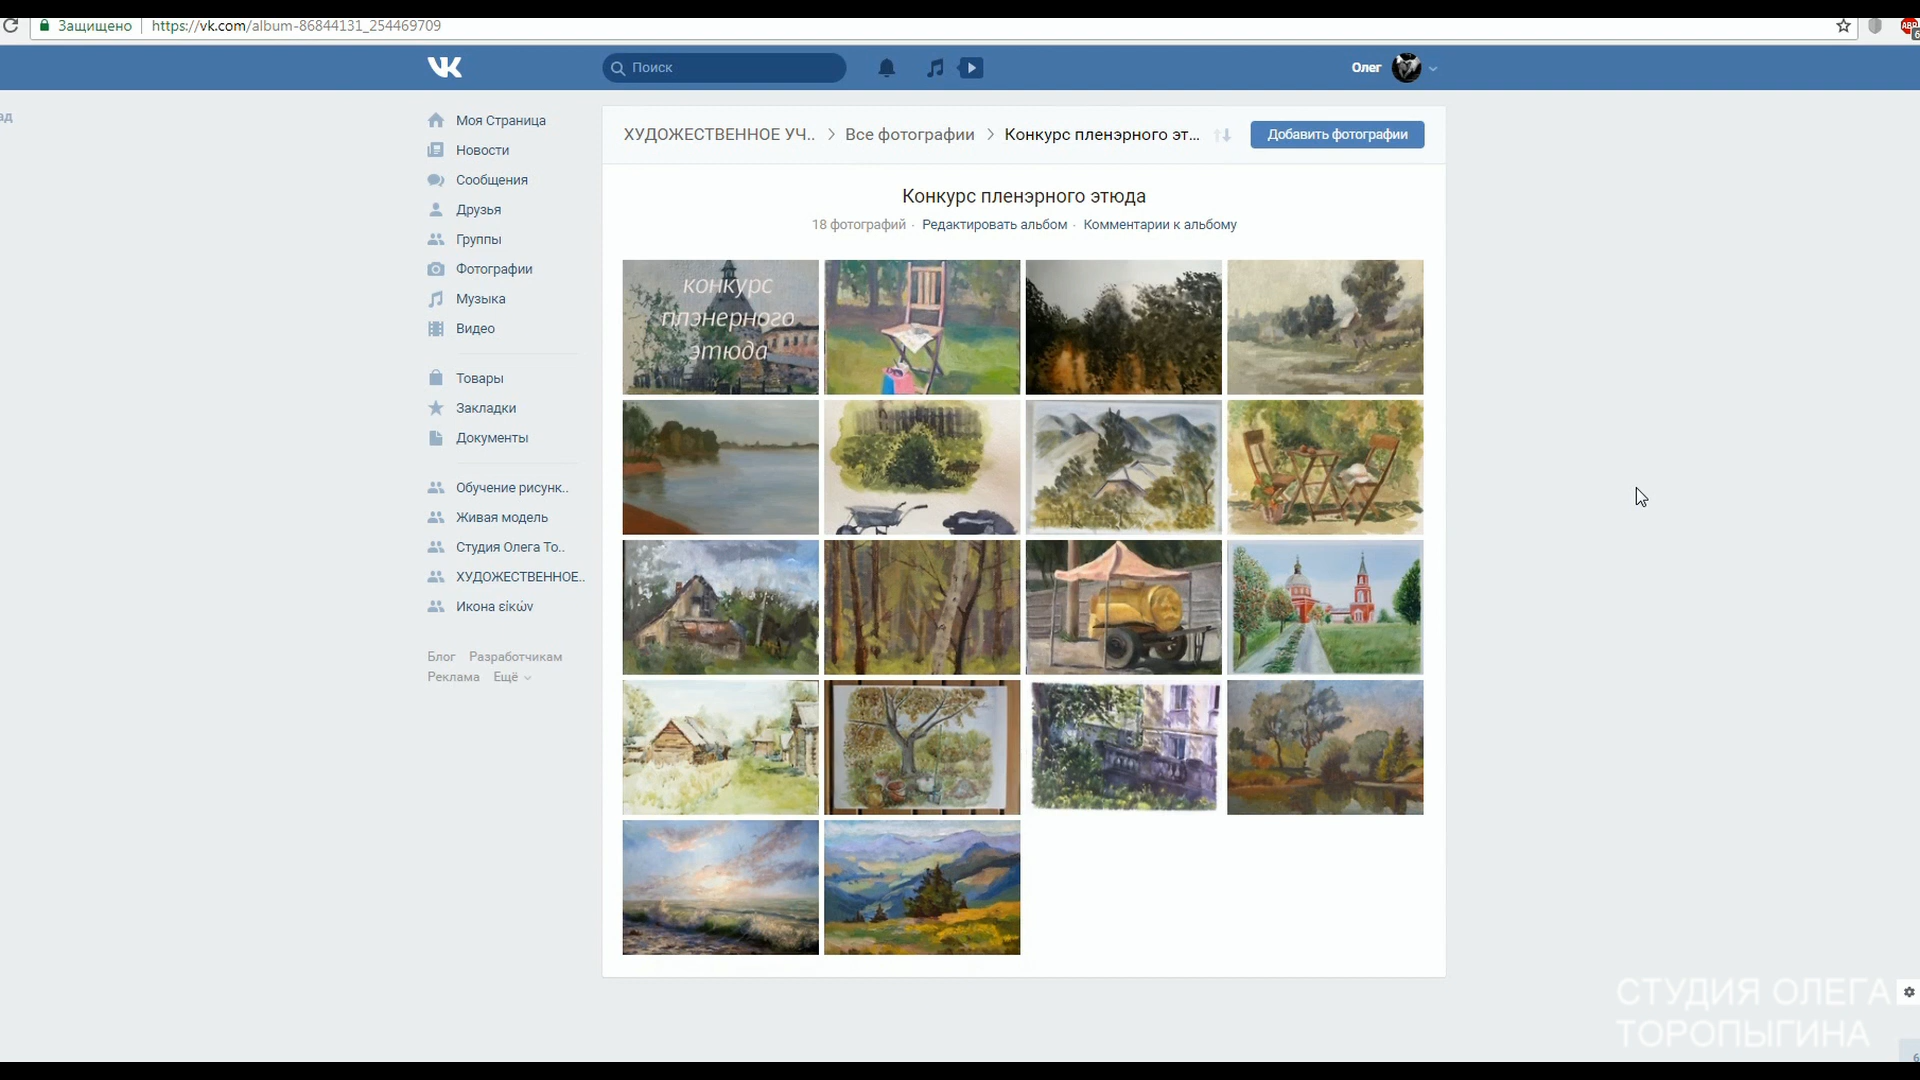 Защищено
https://vk.com/album-86844131_254469709
ад
Поиск
Олег
Моя Страница
Новости
Сообщения
Друзья
Группы
Фотографии
Музыка
Видео
Товары
Закладки
Документы
Обучение рисунк..
Живая модель
Студия Олега То..
ХУДОЖЕСТВЕННОЕ..
Икона εἰκών
Блог Разработчикам
Реклама Ещё
ХУДОЖЕСТВЕННОЕ УЧ.. > Все фотографии > Конкурс пленэрного эт...
Добавить фотографии
Конкурс пленэрного этюда
18 фотографий · Редактировать альбом · Комментарии к альбому
конкурс
плэнерного
этюда
СТУДИЯ ОЛЕГА
ТОРОПЫГИНА